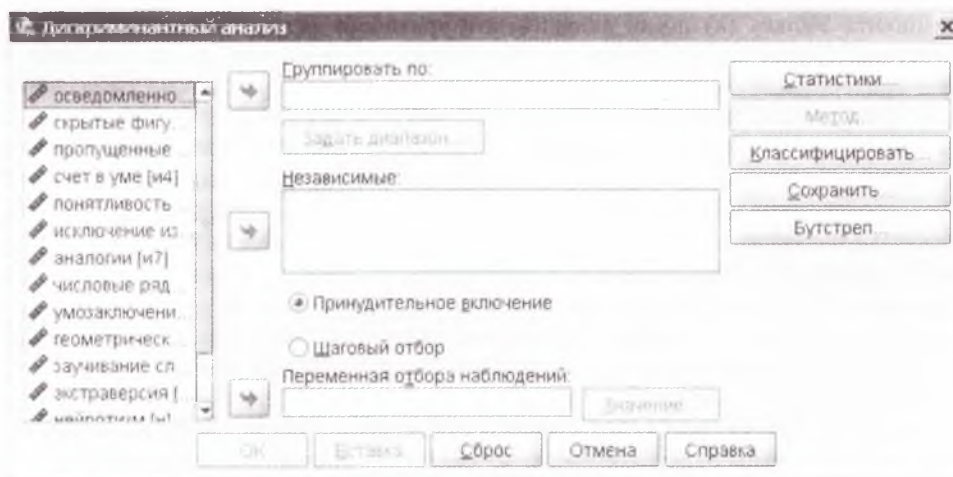 Дискриминантный анализ
осведомленно...
скрытые фигу...
пропущенные ...
счет в уме [и4]
понятливость ...
исключение из...
аналогии [и7]
числовые ряд...
умозаключени...
геометрическ...
заучивание сл...
экстраверсия [...
нейротизм [н]
Группировать по:
Задать диапазон...
Независимые:
Принудительное включение
Шаговый отбор
Переменная отбора наблюдений:
Значение...
Статистики...
Метод...
Классифицировать...
Сохранить...
Бутстреп...
ОК
Вставка
Сброс
Отмена
Справка